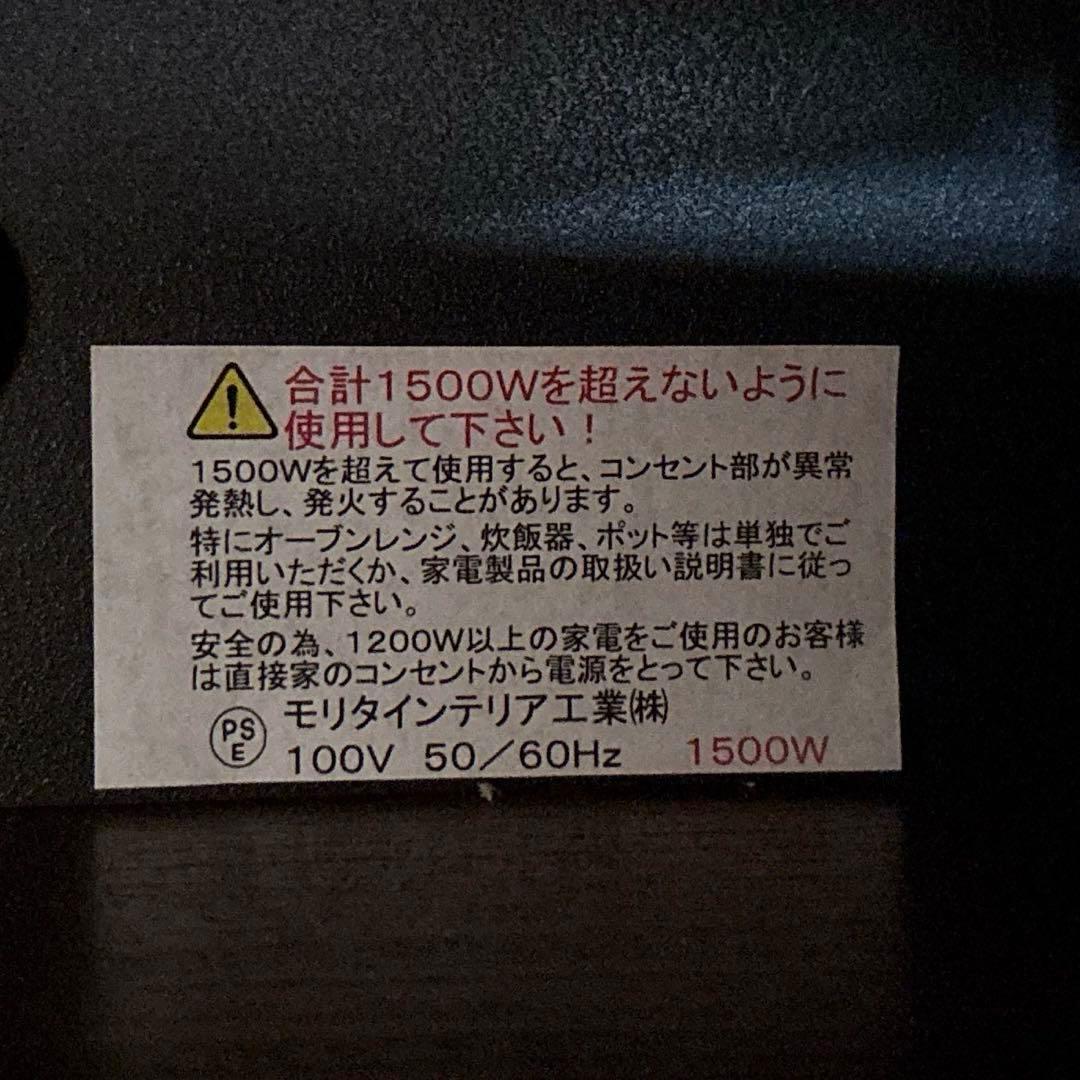 合計1500Wを超えないように
使用して下さい！
1500Wを超えて使用すると、コンセント部が異常
発熱し、発火することがあります。
特にオーブンレンジ、炊飯器、ポット等は単独でご
利用いただくか、家電製品の取扱い説明書に従っ
てご使用下さい。
安全の為、1200W以上の家電をご使用のお客様
は直接家のコンセントから電源をとって下さい。
PSE モリタインテリア工業㈱
100V 50／60Hz 1500W